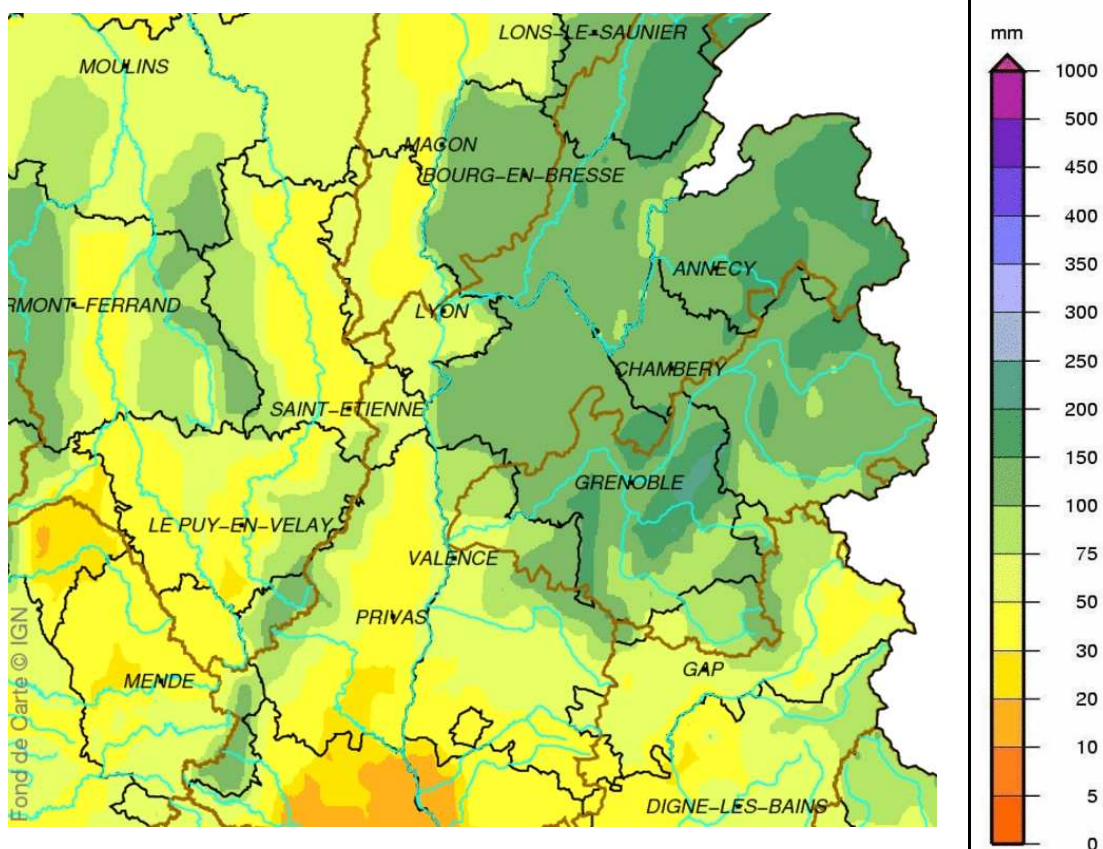 LONS-LE-SAUNIER
MOULINS
MACON
BOURG-EN-BRESSE
ANNECY
RMONT-FERRAND
LYON
CHAMBERY
SAINT-ETIENNE
GRENOBLE
LE PUY-EN-VELAY
VALENCE
PRIVAS
GAP
MENDE
DIGNE-LES-BAINS
Fond de Carte © IGN
mm
1000
500
450
400
350
300
250
200
150
100
75
50
30
20
10
5
0